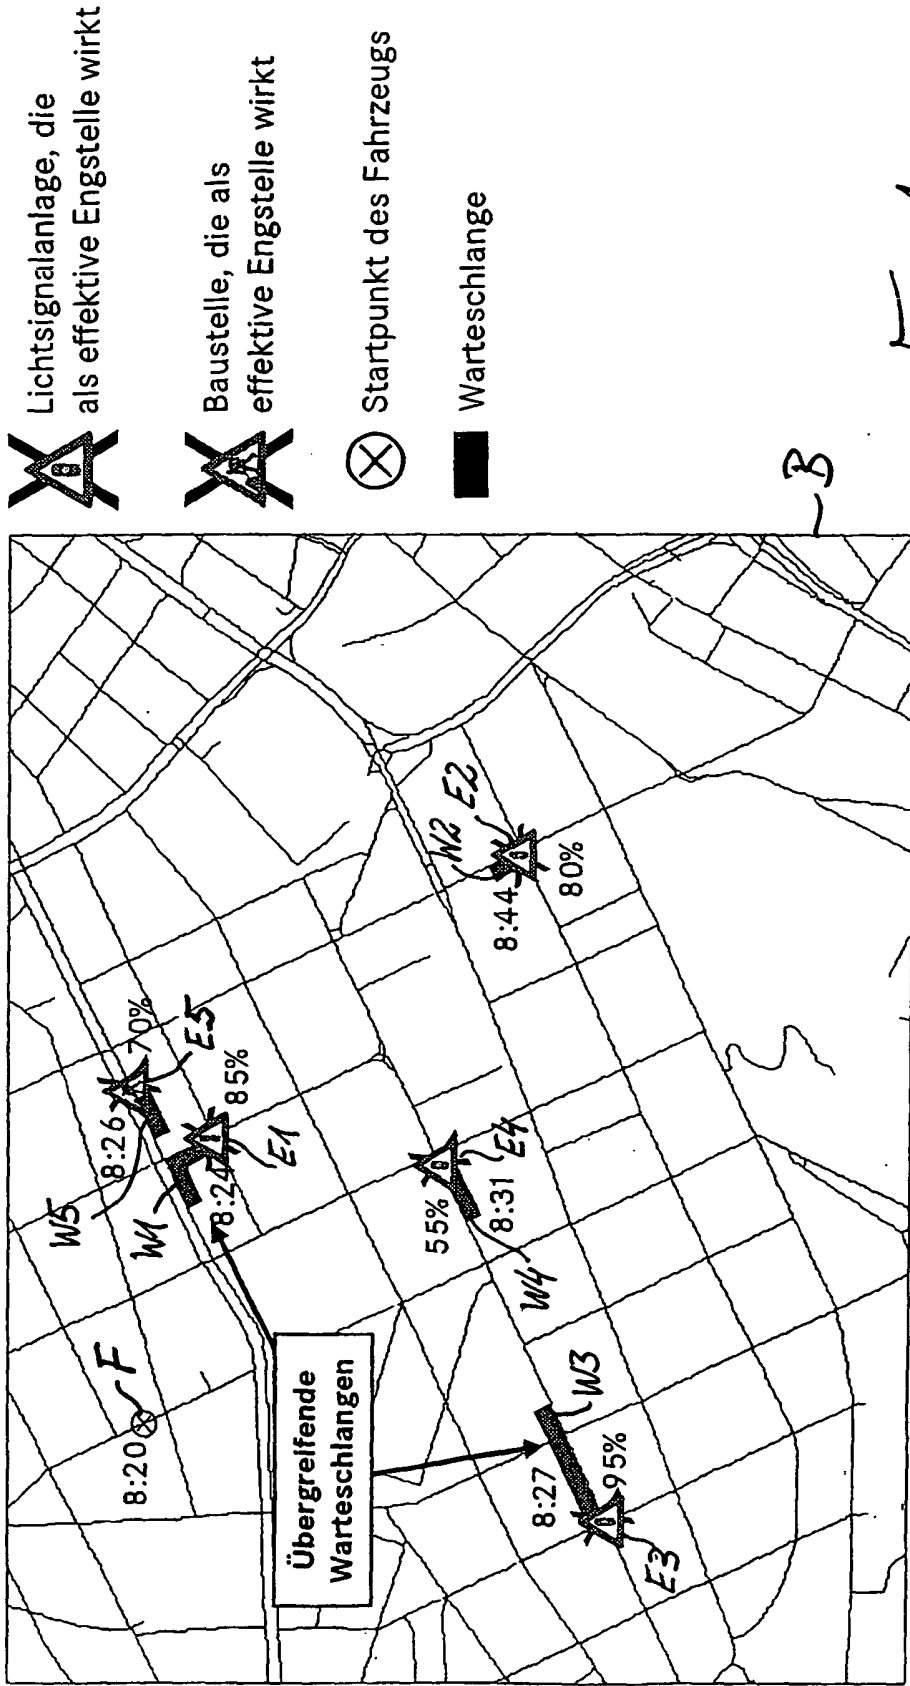 Lichtsignalanlage, die
als effektive Engstelle wirkt
Baustelle, die als
effektive Engstelle wirkt
Startpunkt des Fahrzeugs
Warteschlange
B
8:20
F
W5
8:26
70%
E5
W1
8:24
85%
E1
Übergreifende
Warteschlangen
55%
8:31
E4
W4
W2
E2
8:44
80%
8:27
W3
95%
E3